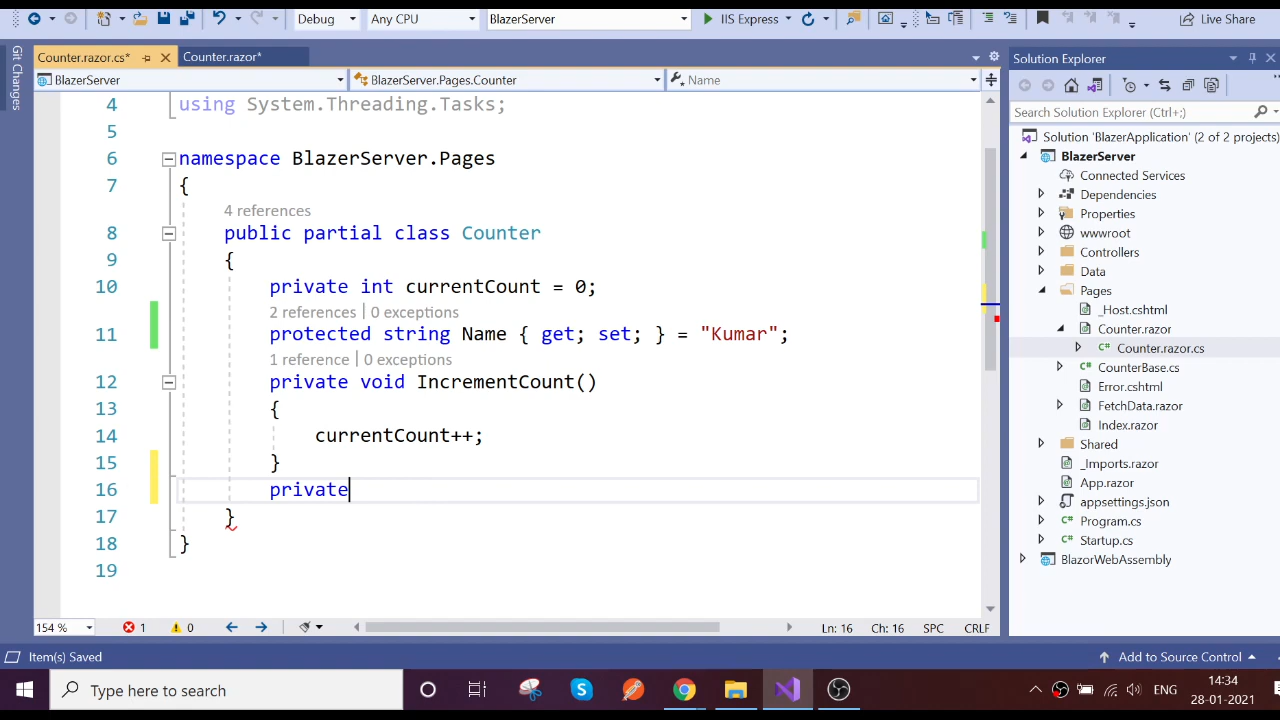 Debug
Any CPU
BlazerServer
IIS Express
Live Share
Git Changes
Counter.razor.cs*
Counter.razor*
BlazerServer
BlazerServer.Pages.Counter
Name
4 using System.Threading.Tasks;
5
6 namespace BlazerServer.Pages
7 {
4 references
8 public partial class Counter
9 {
10 private int currentCount = 0;
2 references | 0 exceptions
11 protected string Name { get; set; } = "Kumar";
1 reference | 0 exceptions
12 private void IncrementCount()
13 {
14 currentCount++;
15 }
16 private
17 }
18 }
19
154 %
1
0
Ln: 16 Ch: 16 SPC CRLF
Solution Explorer
Search Solution Explorer (Ctrl+;)
Solution 'BlazerApplication' (2 of 2 projects)
BlazerServer
Connected Services
Dependencies
Properties
wwwroot
Controllers
Data
Pages
_Host.cshtml
Counter.razor
C# Counter.razor.cs
C# CounterBase.cs
Error.cshtml
FetchData.razor
Index.razor
Shared
_Imports.razor
App.razor
appsettings.json
C# Program.cs
C# Startup.cs
BlazorWebAssembly
Item(s) Saved
Add to Source Control
Type here to search
ENG
14:34
28-01-2021